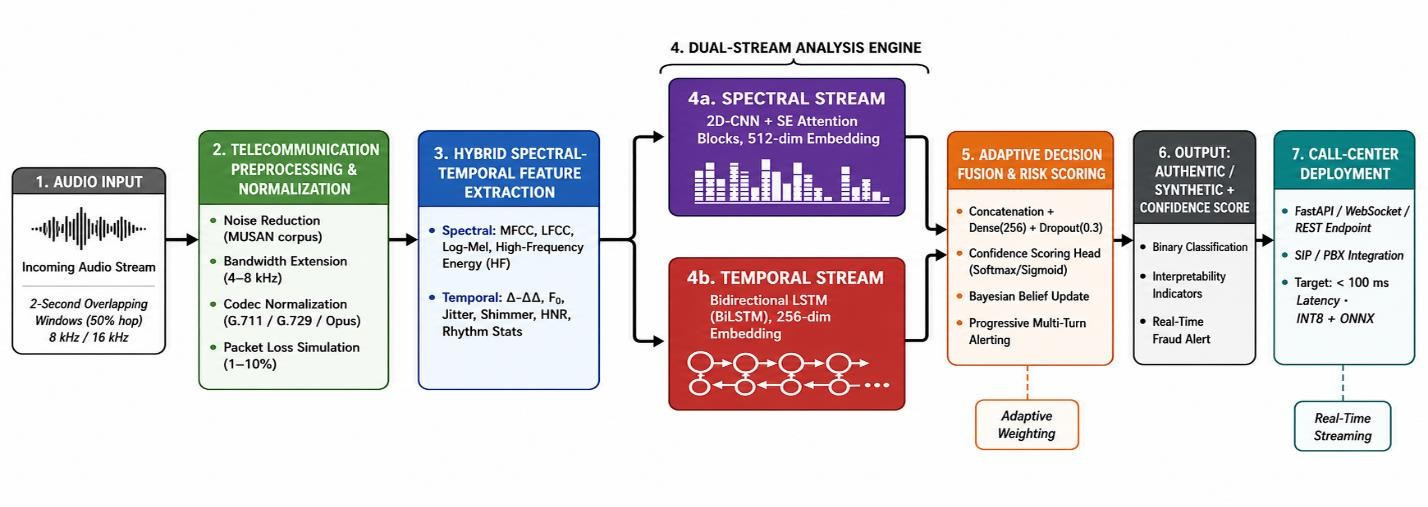 4. DUAL-STREAM ANALYSIS ENGINE
1. AUDIO INPUT
Incoming Audio Stream
2-Second Overlapping
Windows (50% hop)
8 kHz / 16 kHz
2. TELECOMMUNICATION
PREPROCESSING &
NORMALIZATION
• Noise Reduction
(MUSAN corpus)
• Bandwidth Extension
(4–8 kHz)
• Codec Normalization
(G.711 / G.729 / Opus)
• Packet Loss Simulation
(1–10%)
3. HYBRID SPECTRAL-
TEMPORAL FEATURE
EXTRACTION
• Spectral: MFCC, LFCC,
Log-Mel, High-Frequency
Energy (HF)
• Temporal: Δ–ΔΔ, F₀,
Jitter, Shimmer, HNR,
Rhythm Stats
4a. SPECTRAL STREAM
2D-CNN + SE Attention
Blocks, 512-dim Embedding
4b. TEMPORAL STREAM
Bidirectional LSTM
(BiLSTM), 256-dim
Embedding
5. ADAPTIVE DECISION
FUSION & RISK SCORING
• Concatenation +
Dense(256) + Dropout(0.3)
• Confidence Scoring Head
(Softmax/Sigmoid)
• Bayesian Belief Update
• Progressive Multi-Turn
Alerting
Adaptive
Weighting
6. OUTPUT:
AUTHENTIC /
SYNTHETIC +
CONFIDENCE SCORE
• Binary Classification
• Interpretability
Indicators
• Real-Time
Fraud Alert
7. CALL-CENTER
DEPLOYMENT
• FastAPI / WebSocket /
REST Endpoint
• SIP / PBX Integration
• Target: < 100 ms
Latency ·
INT8 + ONNX
Real-Time
Streaming